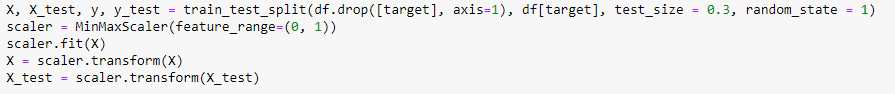 X, X_test, y, y_test = train_test_split(df.drop([target], axis=1), df[target], test_size = 0.3, random_state = 1)
scaler = MinMaxScaler(feature_range=(0, 1))
scaler.fit(X)
X = scaler.transform(X)
X_test = scaler.transform(X_test)